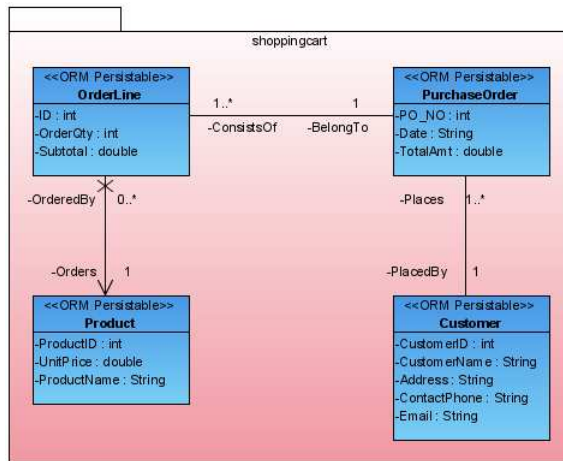 shoppingcart
<<ORM Persistable>>
OrderLine
-ID : int
-OrderQty : int
-Subtotal : double
1..*
-ConsistsOf
1
-BelongTo
<<ORM Persistable>>
PurchaseOrder
-PO_NO : int
-Date : String
-TotalAmt : double
-OrderedBy
0..*
-Orders
1
-Places
1..*
-PlacedBy
1
<<ORM Persistable>>
Product
-ProductID : int
-UnitPrice : double
-ProductName : String
<<ORM Persistable>>
Customer
-CustomerID : int
-CustomerName : String
-Address : String
-ContactPhone : String
-Email : String